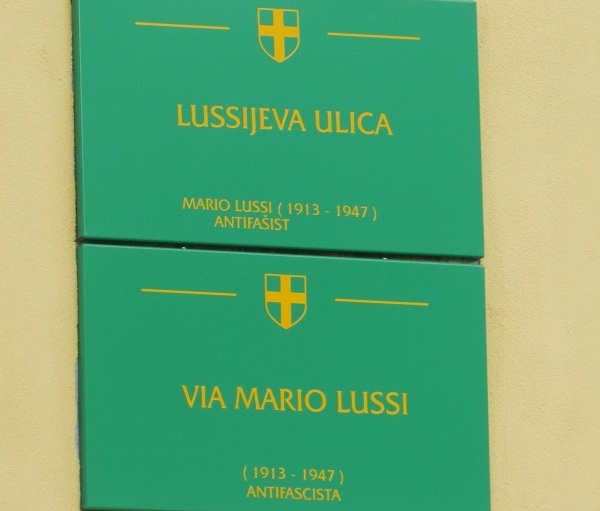 LUSSIJEVA ULICA
MARIO LUSSI ( 1913 - 1947 )
ANTIFAŠIST
VIA MARIO LUSSI
( 1913 - 1947 )
ANTIFASCISTA